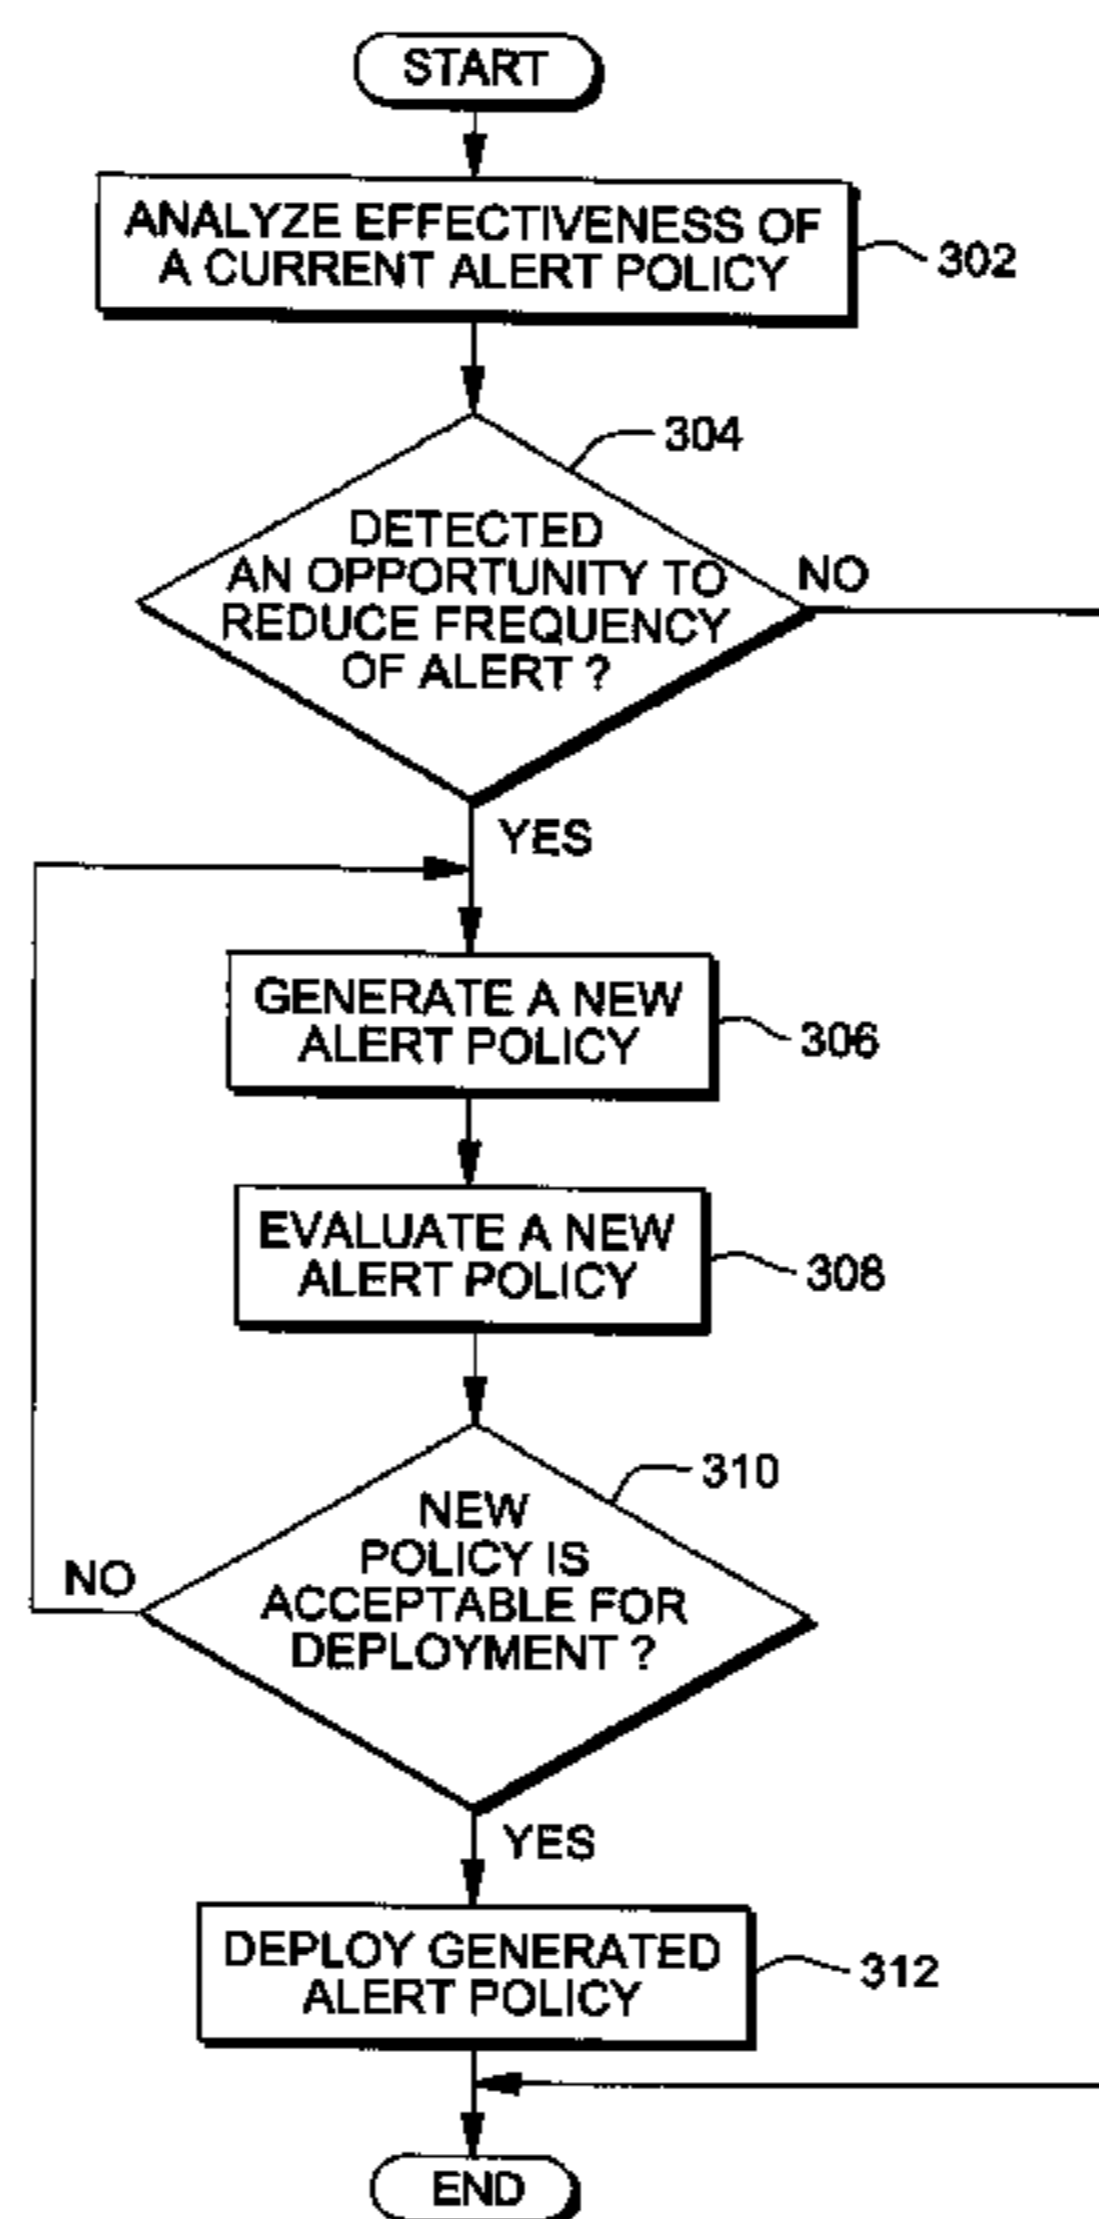 START
ANALYZE EFFECTIVENESS OF
A CURRENT ALERT POLICY
302
304
DETECTED
AN OPPORTUNITY TO
REDUCE FREQUENCY
OF ALERT ?
NO
YES
GENERATE A NEW
ALERT POLICY
306
EVALUATE A NEW
ALERT POLICY
308
310
NEW
POLICY IS
ACCEPTABLE FOR
DEPLOYMENT ?
NO
YES
DEPLOY GENERATED
ALERT POLICY
312
END